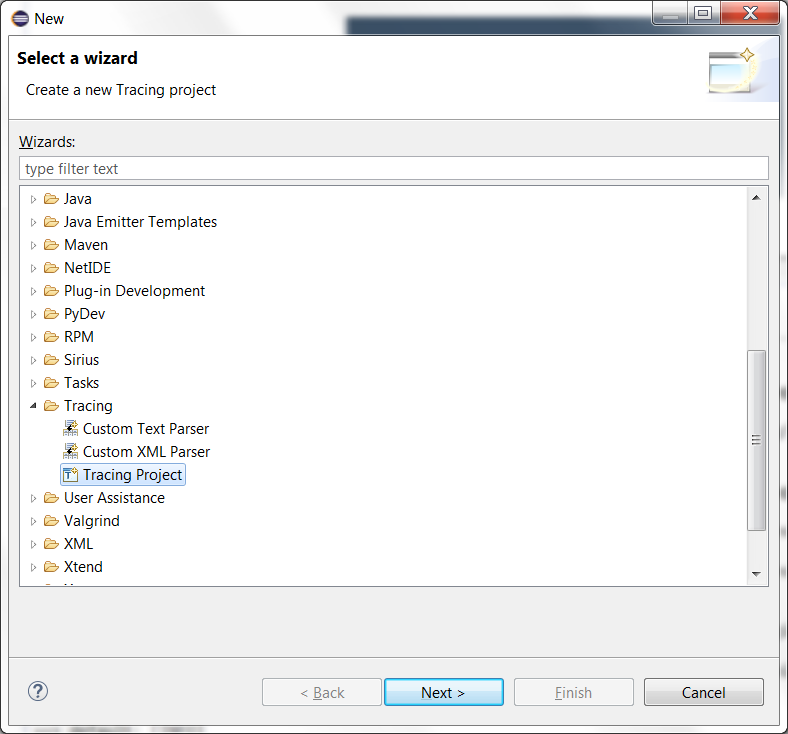 New
Select a wizard
Create a new Tracing project
Wizards:
type filter text
Java
Java Emitter Templates
Maven
NetIDE
Plug-in Development
PyDev
RPM
Sirius
Tasks
Tracing
Custom Text Parser
Custom XML Parser
Tracing Project
User Assistance
Valgrind
XML
Xtend
?
< Back
Next >
Finish
Cancel